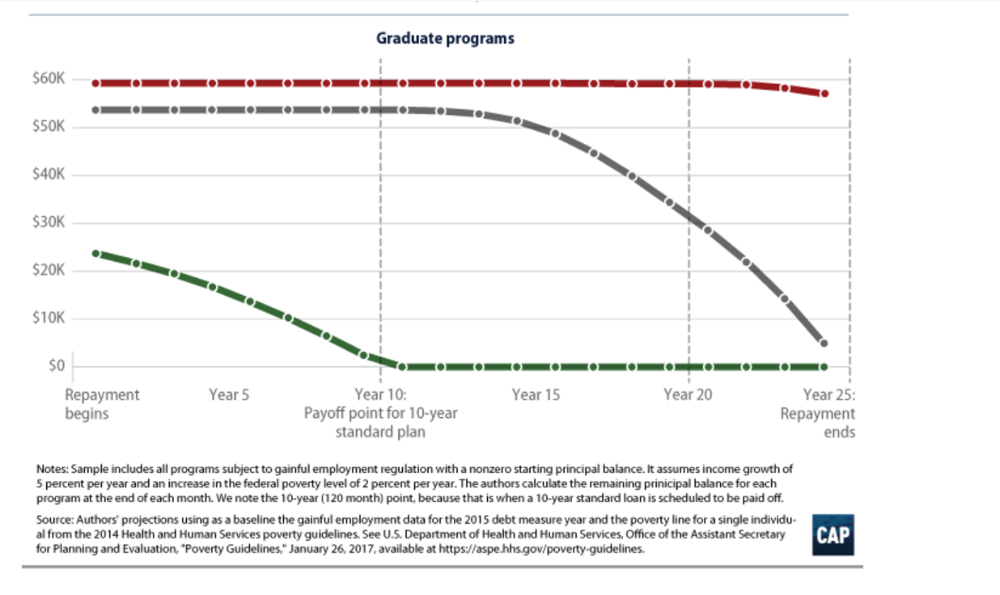 Graduate programs
$60K
$50K
$40K
$30K
$20K
$10K
$0
Repayment begins
Year 5
Year 10:
Payoff point for 10-year
standard plan
Year 15
Year 20
Year 25:
Repayment
ends
Notes: Sample includes all programs subject to gainful employment regulation with a nonzero starting principal balance. It assumes income growth of
5 percent per year and an increase in the federal poverty level of 2 percent per year. The authors calculate the remaining prinicipal balance for each
program at the end of each month. We note the 10-year (120 month) point, because that is when a 10-year standard loan is scheduled to be paid off.
Source: Authors' projections using as a baseline the gainful employment data for the 2015 debt measure year and the poverty line for a single individu-
al from the 2014 Health and Human Services poverty guidelines. See U.S. Department of Health and Human Services, Office of the Assistant Secretary
for Planning and Evaluation, "Poverty Guidelines," January 26, 2017, available at https://aspe.hhs.gov/poverty-guidelines.
CAP